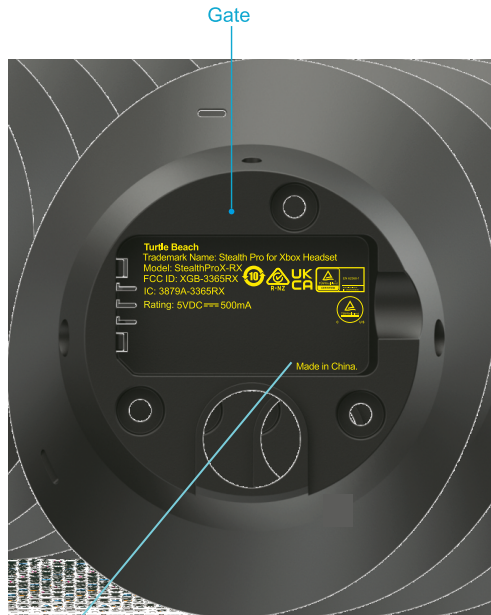 Gate
Turtle Beach
Trademark Name: Stealth Pro for Xbox Headset
Model: StealthProX-RX
FCC ID: XGB-3365RX
IC: 3879A-3365RX
Rating: 5VDC⎓500mA
10
R-NZ
UK
CA
Made in China.